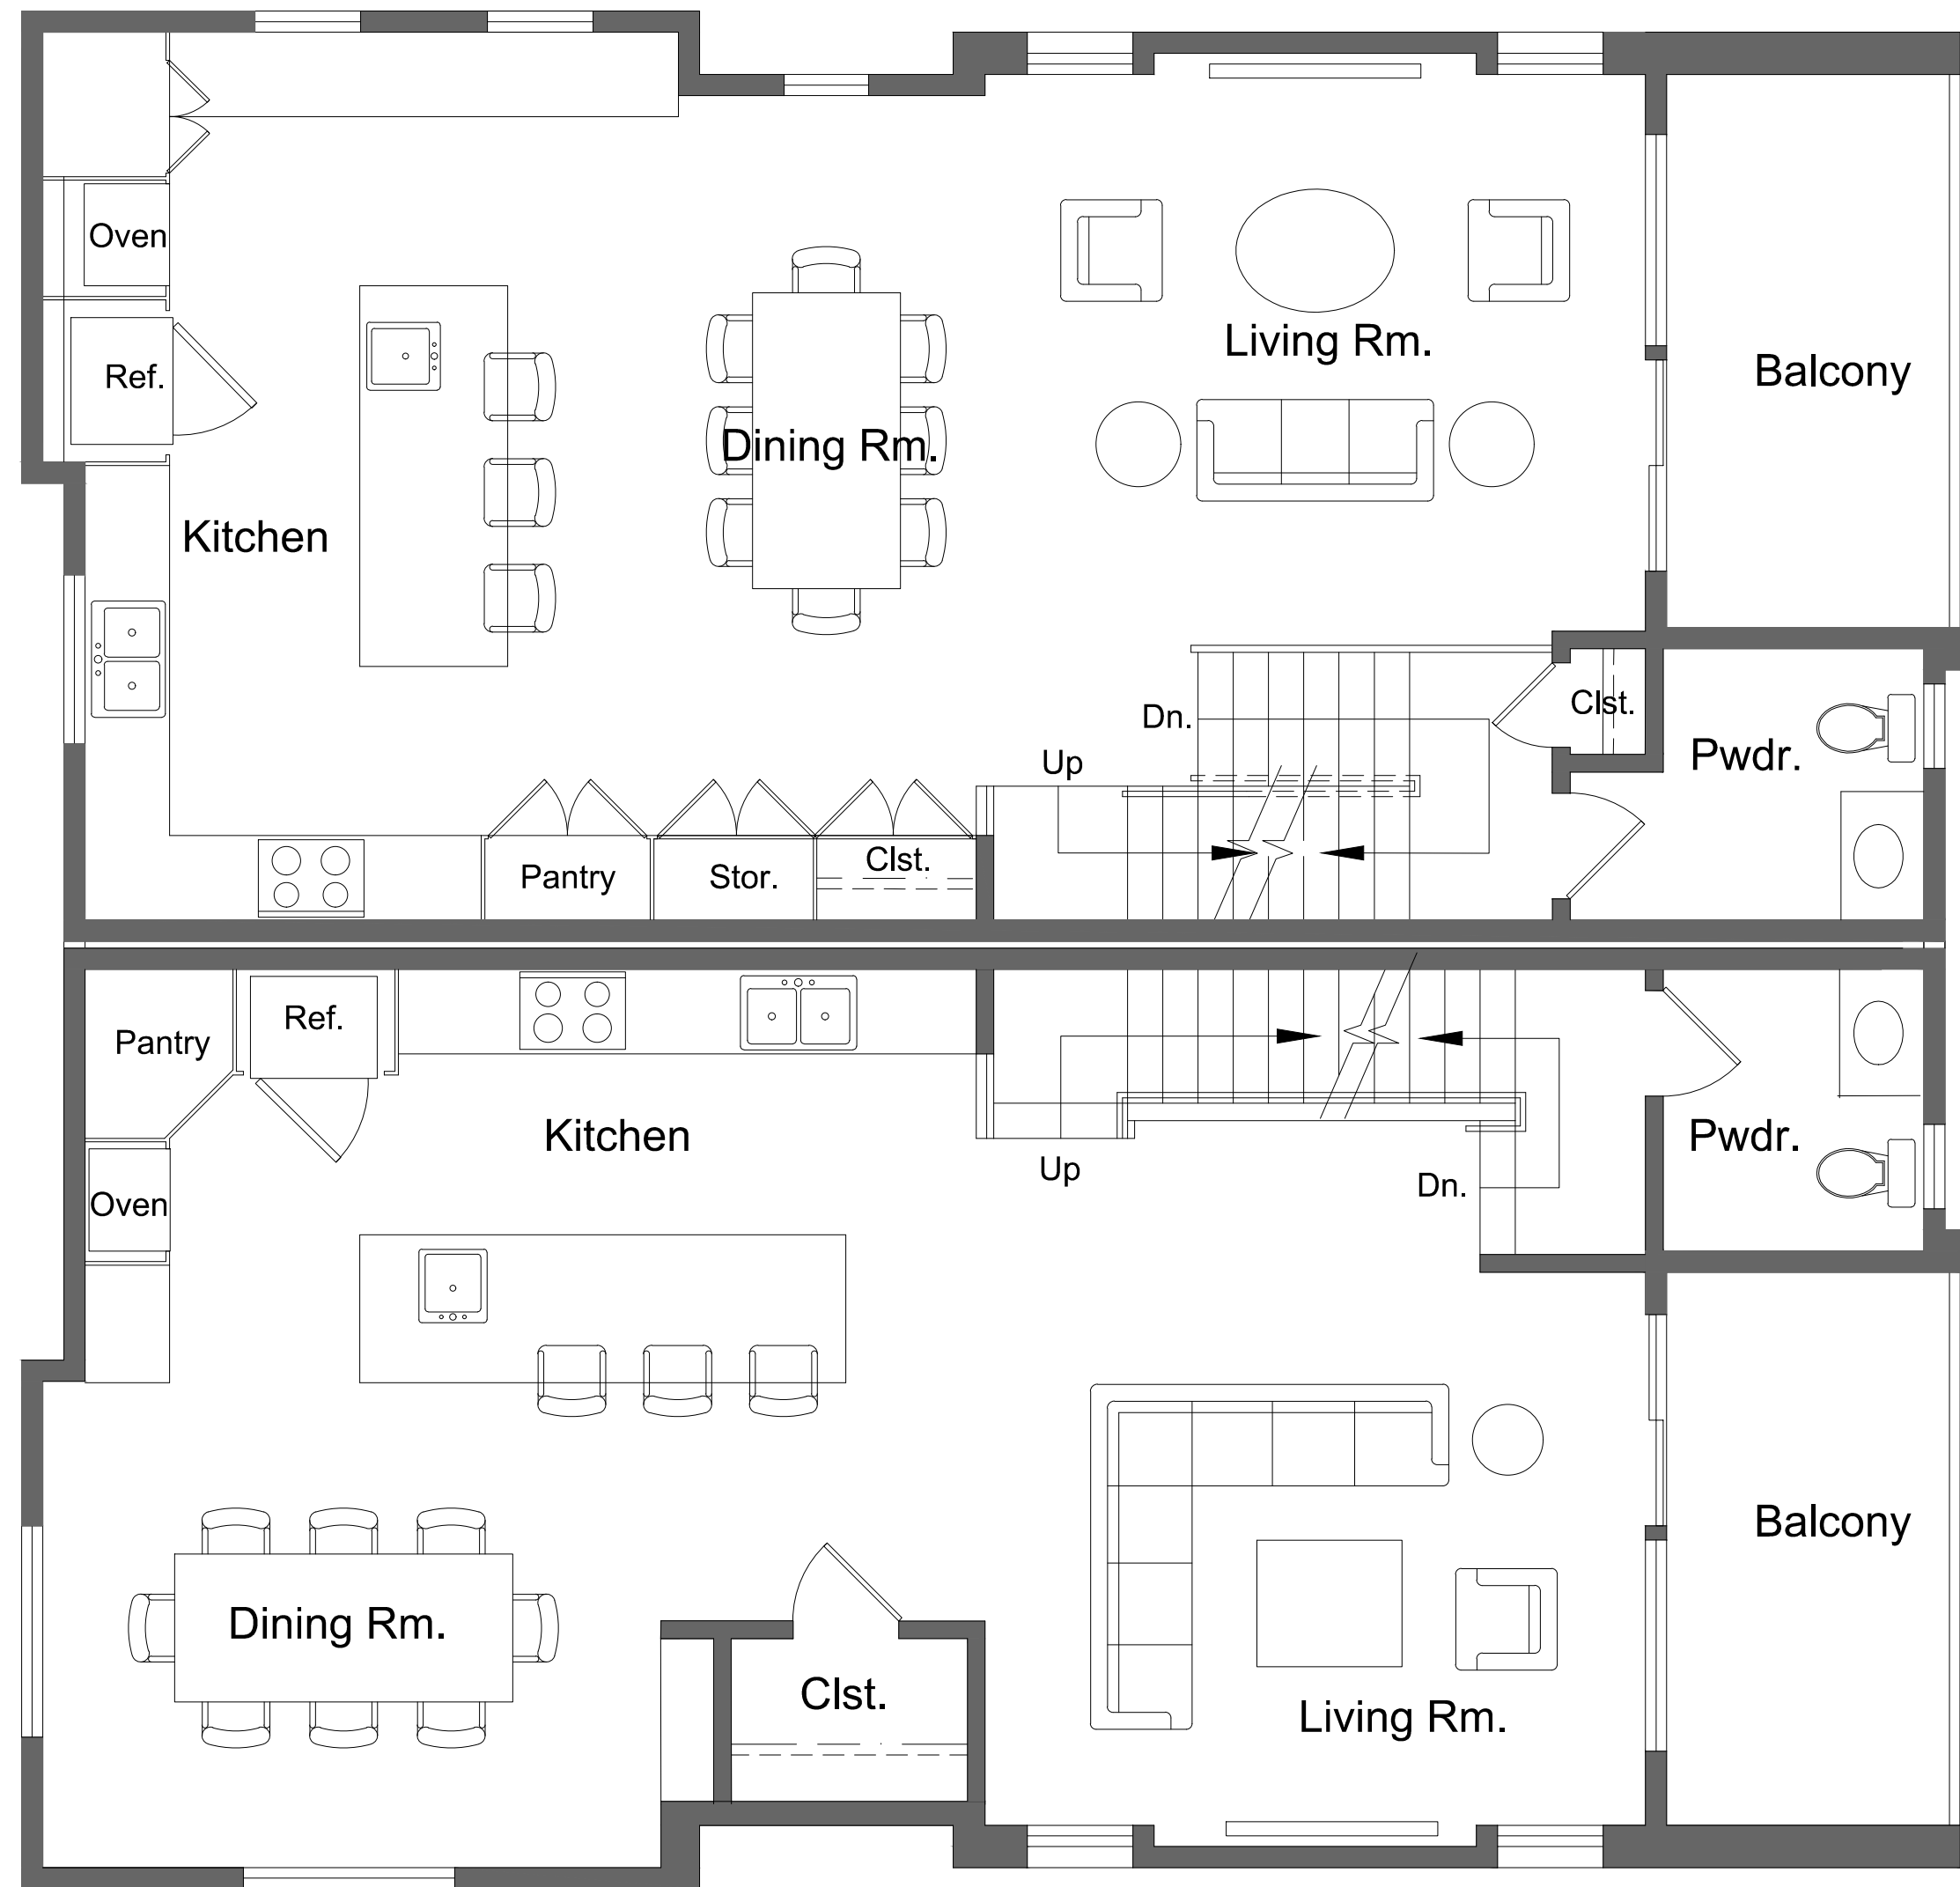 Oven
Living Rm.
Balcony
Ref.
Dining Rm.
Kitchen
Clst.
Dn.
Up
Pwdr.
Pantry
Stor.
Clst.
Ref.
Pantry
Kitchen
Pwdr.
Up
Dn.
Oven
Balcony
Dining Rm.
Clst.
Living Rm.